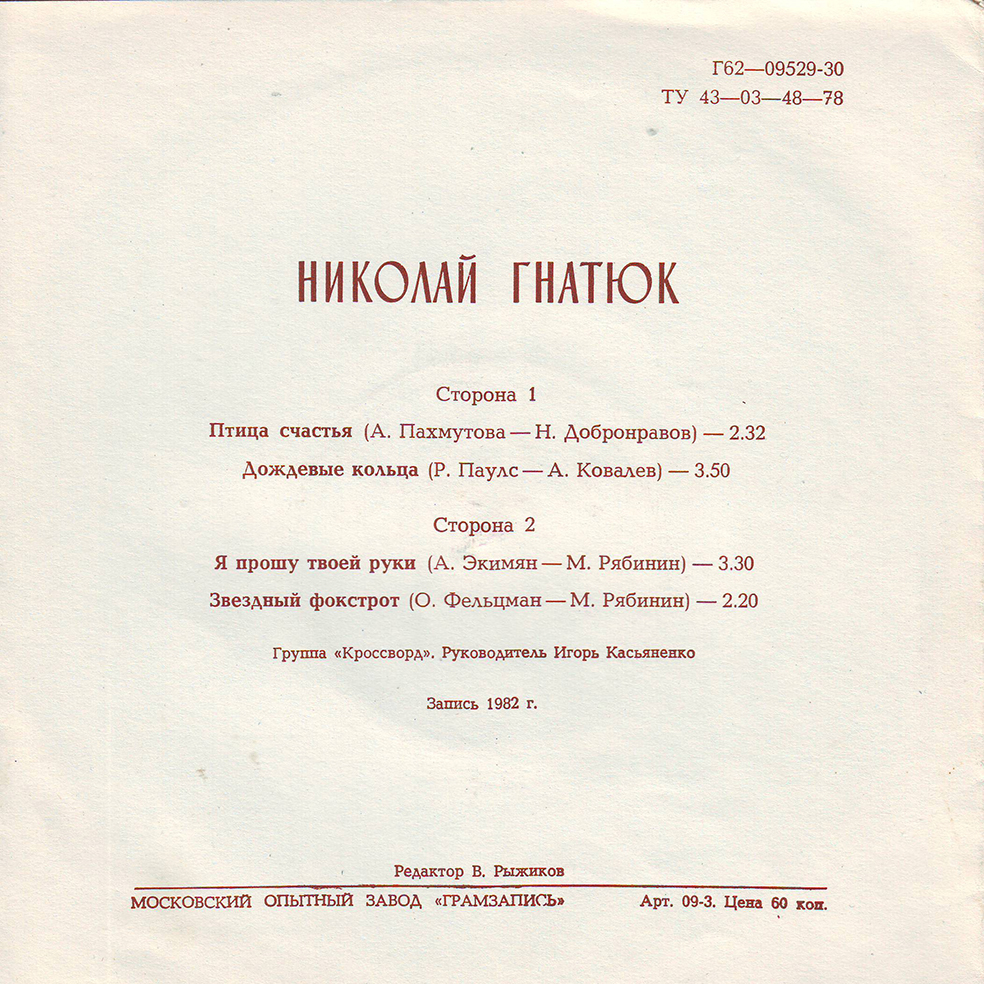 Г62—09529-30
ТУ 43—03—48—78
НИКОЛАЙ ГНАТЮК
Сторона 1
Птица счастья (А. Пахмутова — Н. Добронравов) — 2.32
Дождевые кольца (Р. Паулс — А. Ковалев) — 3.50
Сторона 2
Я прошу твоей руки (А. Экимян — М. Рябинин) — 3.30
Звездный фокстрот (О. Фельцман — М. Рябинин) — 2.20
Группа «Кроссворд». Руководитель Игорь Касьяненко
Запись 1982 г.
Редактор В. Рыжиков
МОСКОВСКИЙ ОПЫТНЫЙ ЗАВОД «ГРАМЗАПИСЬ» Арт. 09-3. Цена 60 коп.